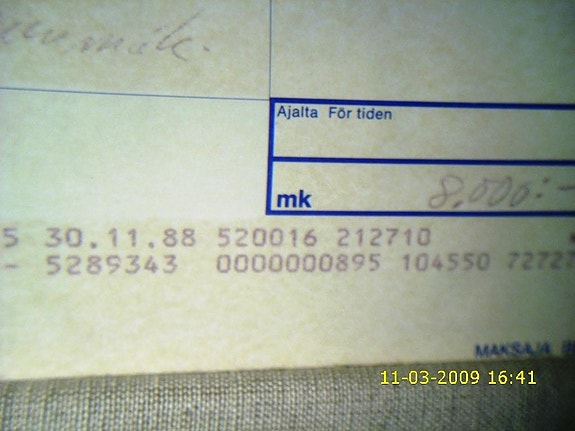 Ajalta För tiden
mk 8.000:-
5 30.11.88 520016 212710
- 5289343 0000000895 104550 72727
MAKSAJA
11-03-2009 16:41